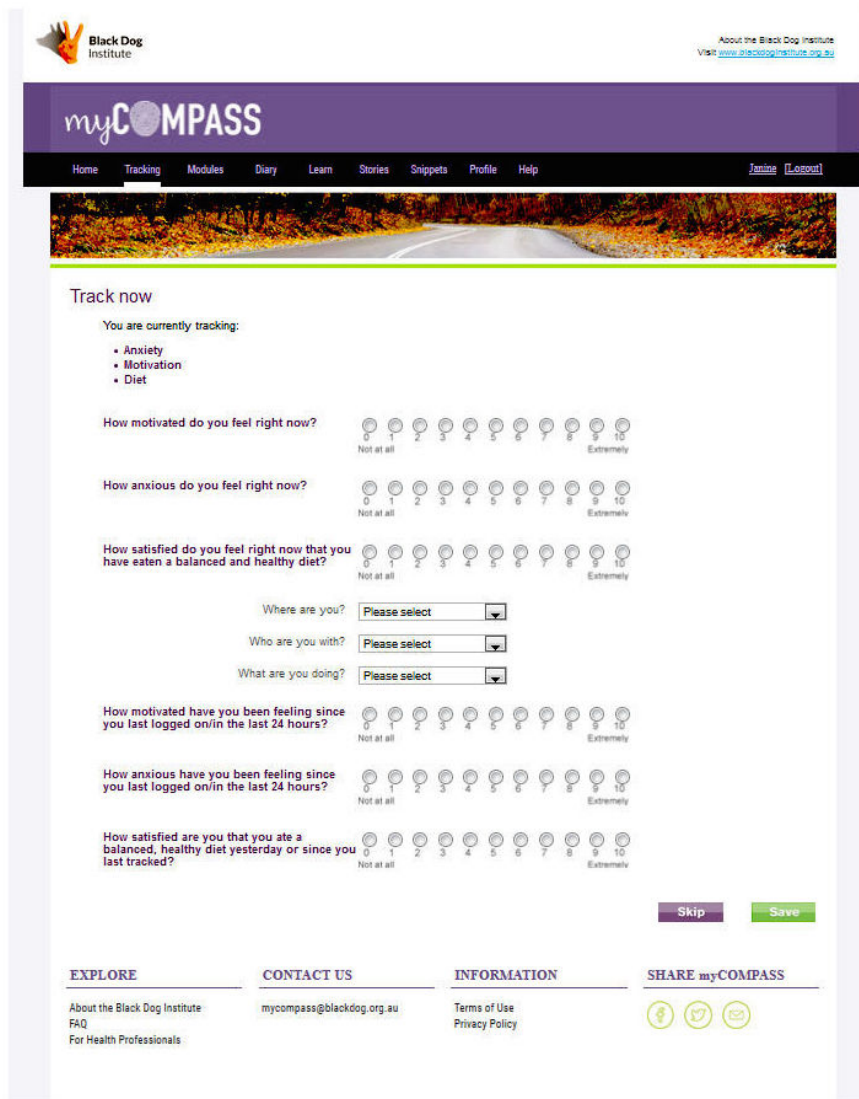 Black Dog
Institute
About the Black Dog Institute
Visit www.blackdoginstitute.org.au
myCOMPASS
Home Tracking Modules Diary Learn Stories Snippets Profile Help Janine [Logout]
Track now
You are currently tracking:
• Anxiety
• Motivation
• Diet
How motivated do you feel right now?
0 1 2 3 4 5 6 7 8 9 10
Not at all Extremely
How anxious do you feel right now?
0 1 2 3 4 5 6 7 8 9 10
Not at all Extremely
How satisfied do you feel right now that you
have eaten a balanced and healthy diet?
0 1 2 3 4 5 6 7 8 9 10
Not at all Extremely
Where are you? Please select
Who are you with? Please select
What are you doing? Please select
How motivated have you been feeling since
you last logged on/in the last 24 hours?
0 1 2 3 4 5 6 7 8 9 10
Not at all Extremely
How anxious have you been feeling since
you last logged on/in the last 24 hours?
0 1 2 3 4 5 6 7 8 9 10
Not at all Extremely
How satisfied are you that you ate a
balanced, healthy diet yesterday or since you
last tracked?
0 1 2 3 4 5 6 7 8 9 10
Not at all Extremely
Skip Save
EXPLORE
About the Black Dog Institute
FAQ
For Health Professionals
CONTACT US
mycompass@blackdog.org.au
INFORMATION
Terms of Use
Privacy Policy
SHARE myCOMPASS